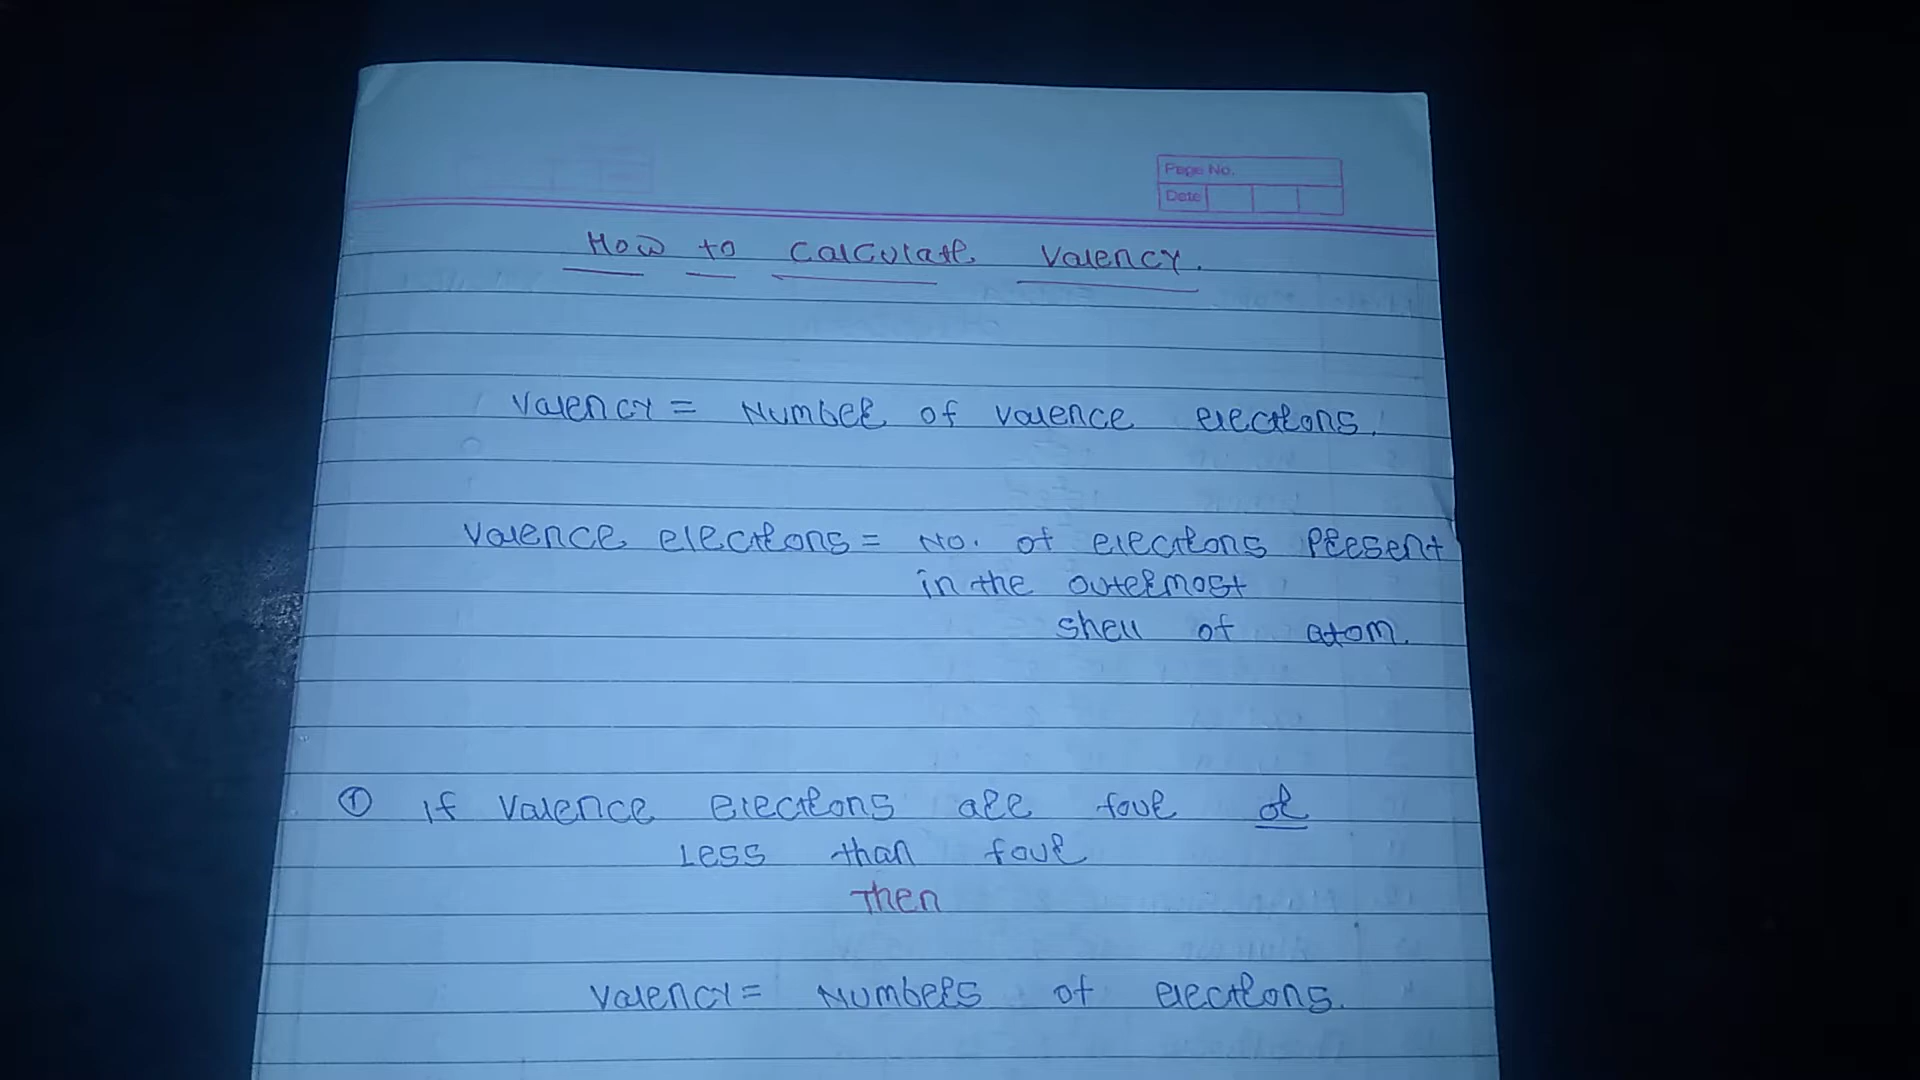 Page No.
Date
How to calculate Valency.
Valency = Number of valence electrons.
Valence electrons = No. of electrons Present
in the outermost
shell of atom.
① If Valence electrons are four or
Less than four
Then
Valency = Numbers of electrons.